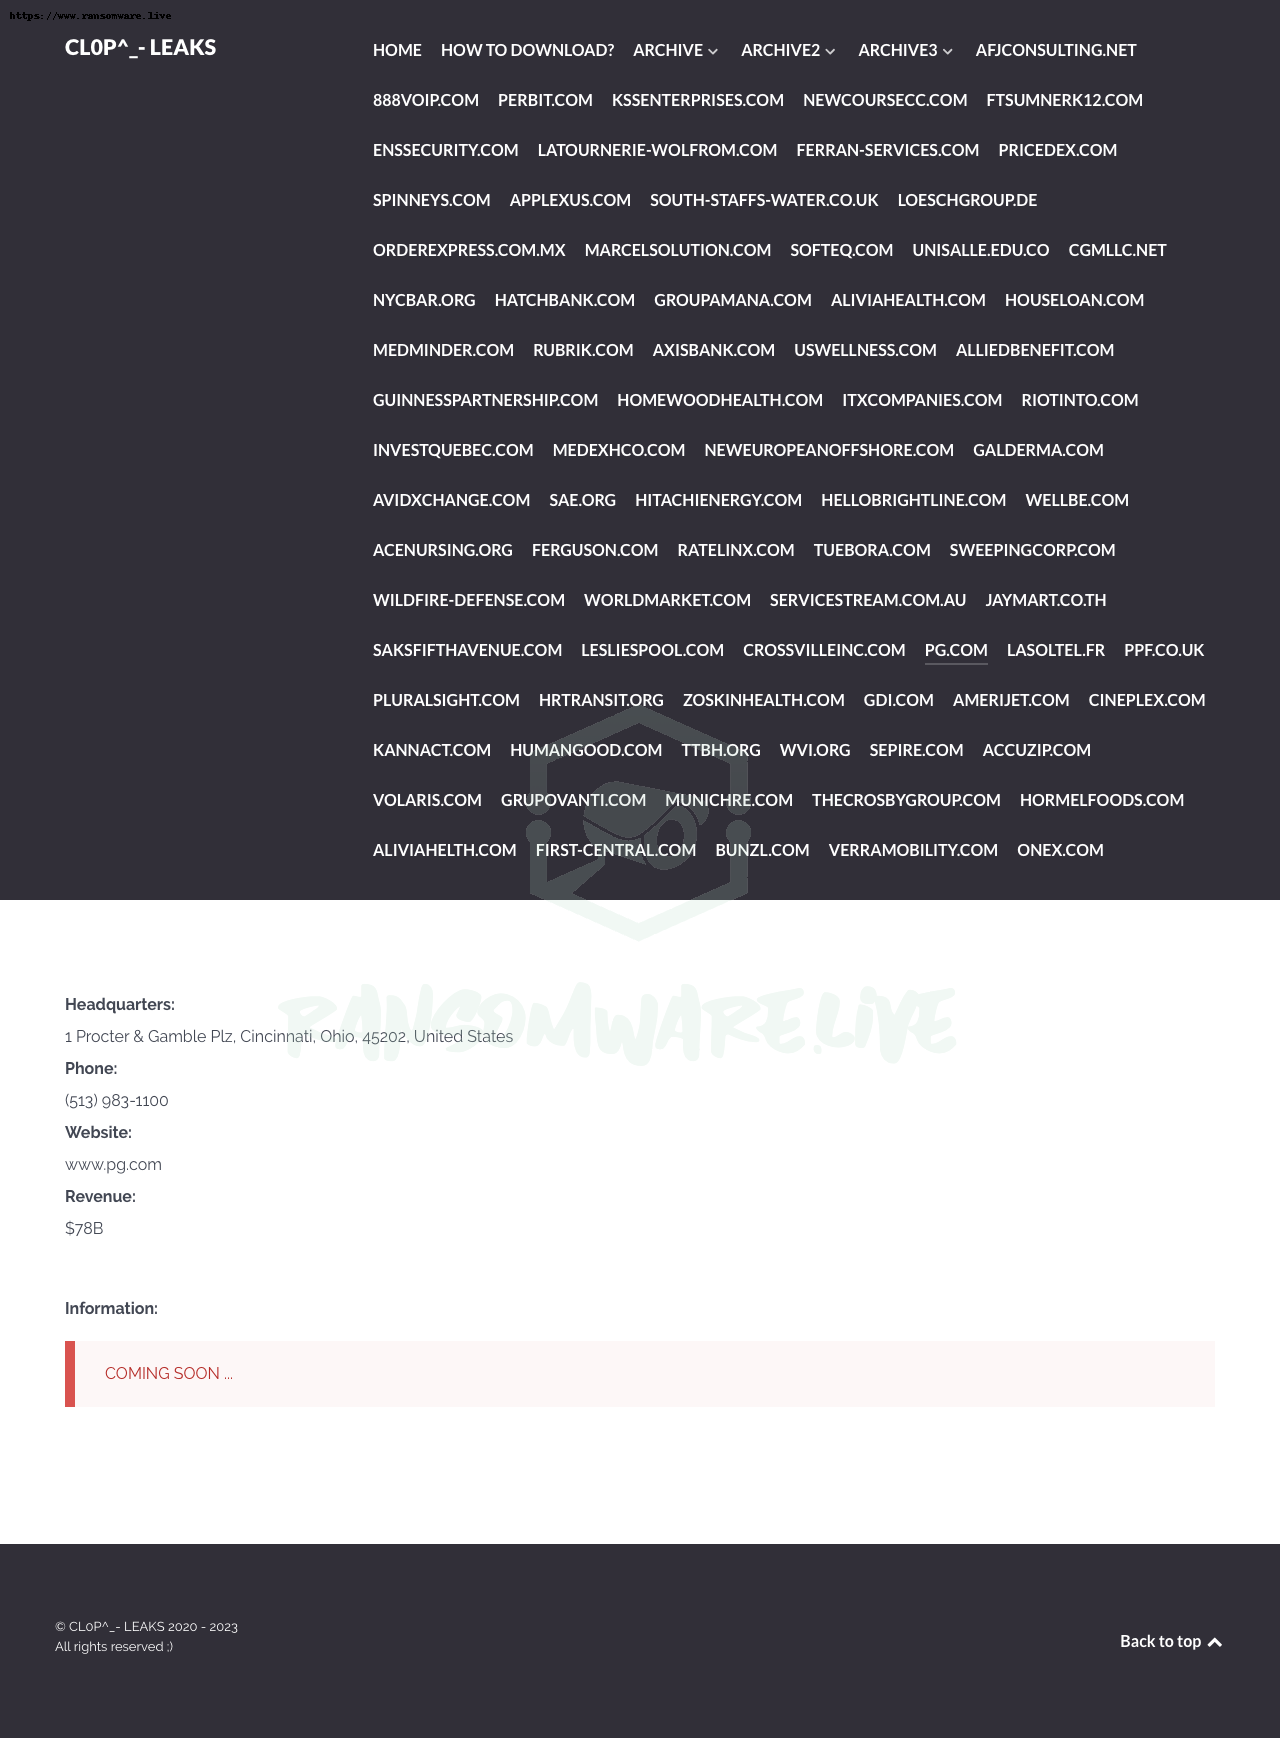 https://www.ransomware.live
CL0P^_- LEAKS
HOME HOW TO DOWNLOAD? ARCHIVE ARCHIVE2 ARCHIVE3 AFJCONSULTING.NET
888VOIP.COM PERBIT.COM KSSENTERPRISES.COM NEWCOURSECC.COM FTSUMNERK12.COM
ENSSECURITY.COM LATOURNERIE-WOLFROM.COM FERRAN-SERVICES.COM PRICEDEX.COM
SPINNEYS.COM APPLEXUS.COM SOUTH-STAFFS-WATER.CO.UK LOESCHGROUP.DE
ORDEREXPRESS.COM.MX MARCELSOLUTION.COM SOFTEQ.COM UNISALLE.EDU.CO CGMLLC.NET
NYCBAR.ORG HATCHBANK.COM GROUPAMANA.COM ALIVIAHEALTH.COM HOUSELOAN.COM
MEDMINDER.COM RUBRIK.COM AXISBANK.COM USWELLNESS.COM ALLIEDBENEFIT.COM
GUINNESSPARTNERSHIP.COM HOMEWOODHEALTH.COM ITXCOMPANIES.COM RIOTINTO.COM
INVESTQUEBEC.COM MEDEXHCO.COM NEWEUROPEANOFFSHORE.COM GALDERMA.COM
AVIDXCHANGE.COM SAE.ORG HITACHIENERGY.COM HELLOBRIGHTLINE.COM WELLBE.COM
ACENURSING.ORG FERGUSON.COM RATELINX.COM TUEBORA.COM SWEEPINGCORP.COM
WILDFIRE-DEFENSE.COM WORLDMARKET.COM SERVICESTREAM.COM.AU JAYMART.CO.TH
SAKSFIFTHAVENUE.COM LESLIESPOOL.COM CROSSVILLEINC.COM PG.COM LASOLTEL.FR PPF.CO.UK
PLURALSIGHT.COM HRTRANSIT.ORG ZOSKINHEALTH.COM GDI.COM AMERIJET.COM CINEPLEX.COM
KANNACT.COM HUMANGOOD.COM TTBH.ORG WVI.ORG SEPIRE.COM ACCUZIP.COM
VOLARIS.COM GRUPOVANTI.COM MUNICHRE.COM THECROSBYGROUP.COM HORMELFOODS.COM
ALIVIAHELTH.COM FIRST-CENTRAL.COM BUNZL.COM VERRAMOBILITY.COM ONEX.COM
Headquarters:
RANSOMWARE.LIVE
1 Procter & Gamble Plz, Cincinnati, Ohio, 45202, United States
Phone:
(513) 983-1100
Website:
www.pg.com
Revenue:
$78B
Information:
COMING SOON ...
© CL0P^_- LEAKS 2020 - 2023
All rights reserved ;)
Back to top